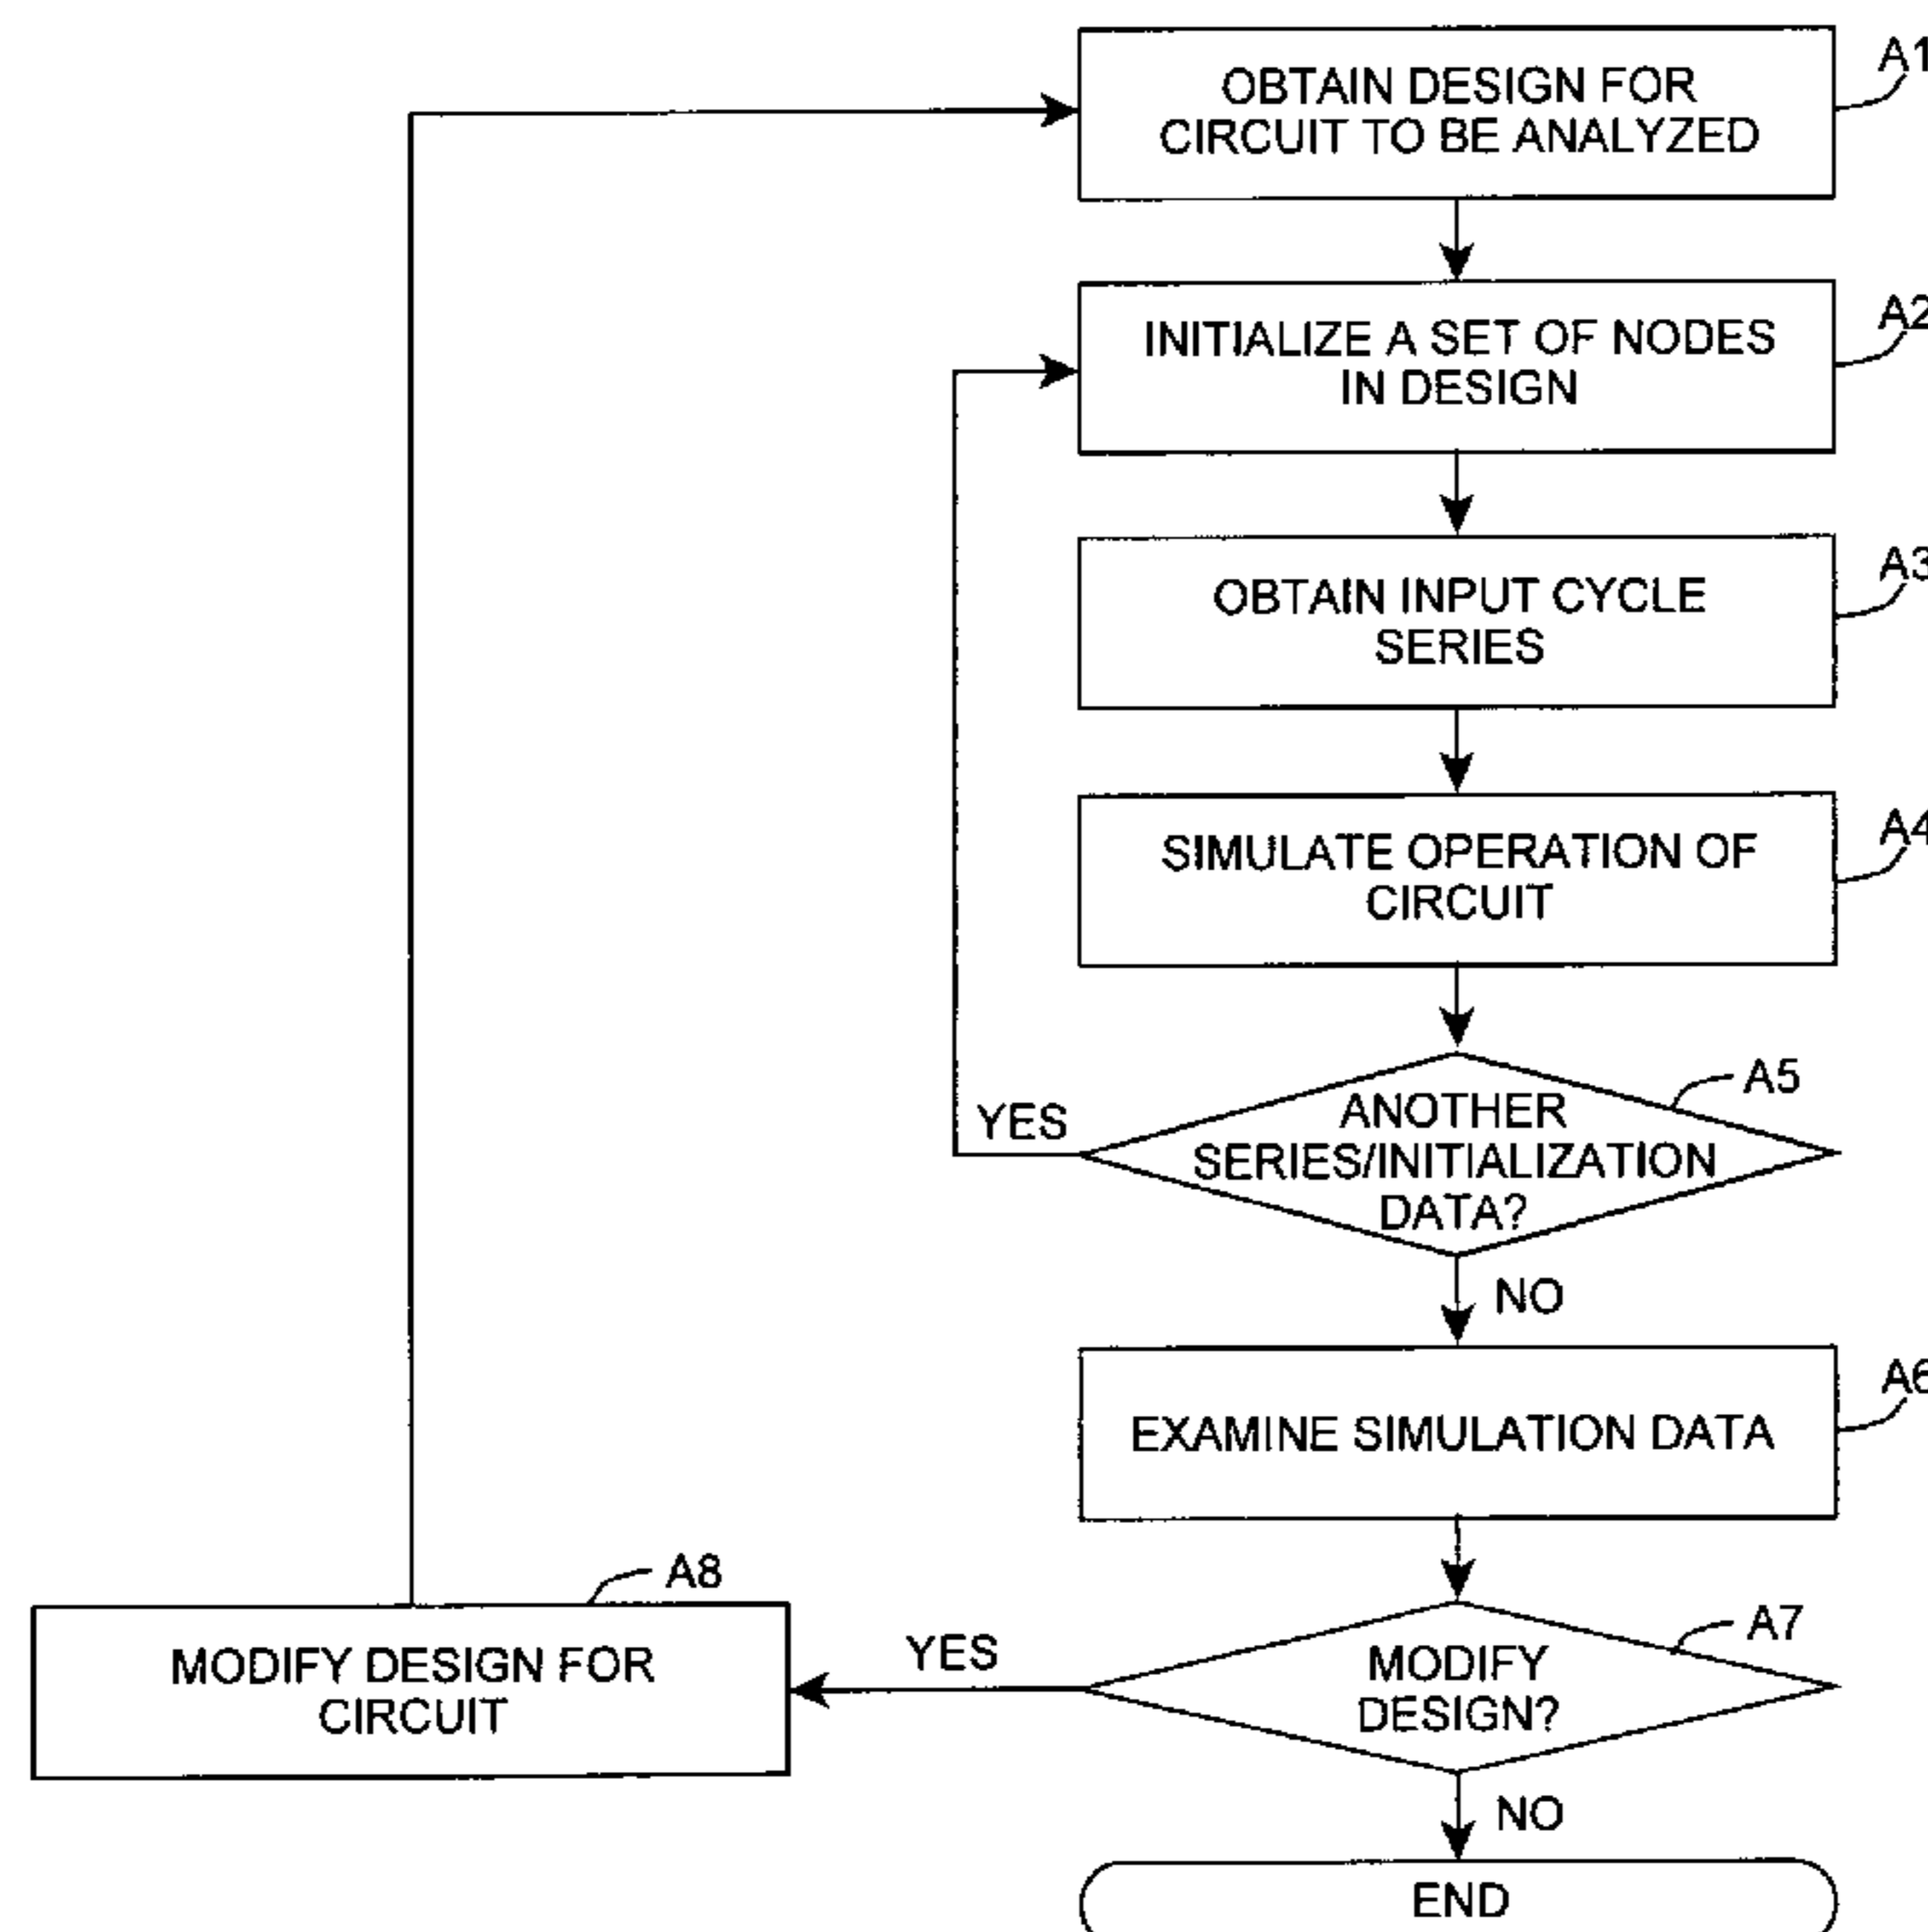 A1
OBTAIN DESIGN FOR
CIRCUIT TO BE ANALYZED
A2
INITIALIZE A SET OF NODES
IN DESIGN
A3
OBTAIN INPUT CYCLE
SERIES
A4
SIMULATE OPERATION OF
CIRCUIT
A5
ANOTHER
SERIES/INITIALIZATION
DATA?
YES
NO
A6
EXAMINE SIMULATION DATA
A7
MODIFY
DESIGN?
YES
A8
MODIFY DESIGN FOR
CIRCUIT
NO
END